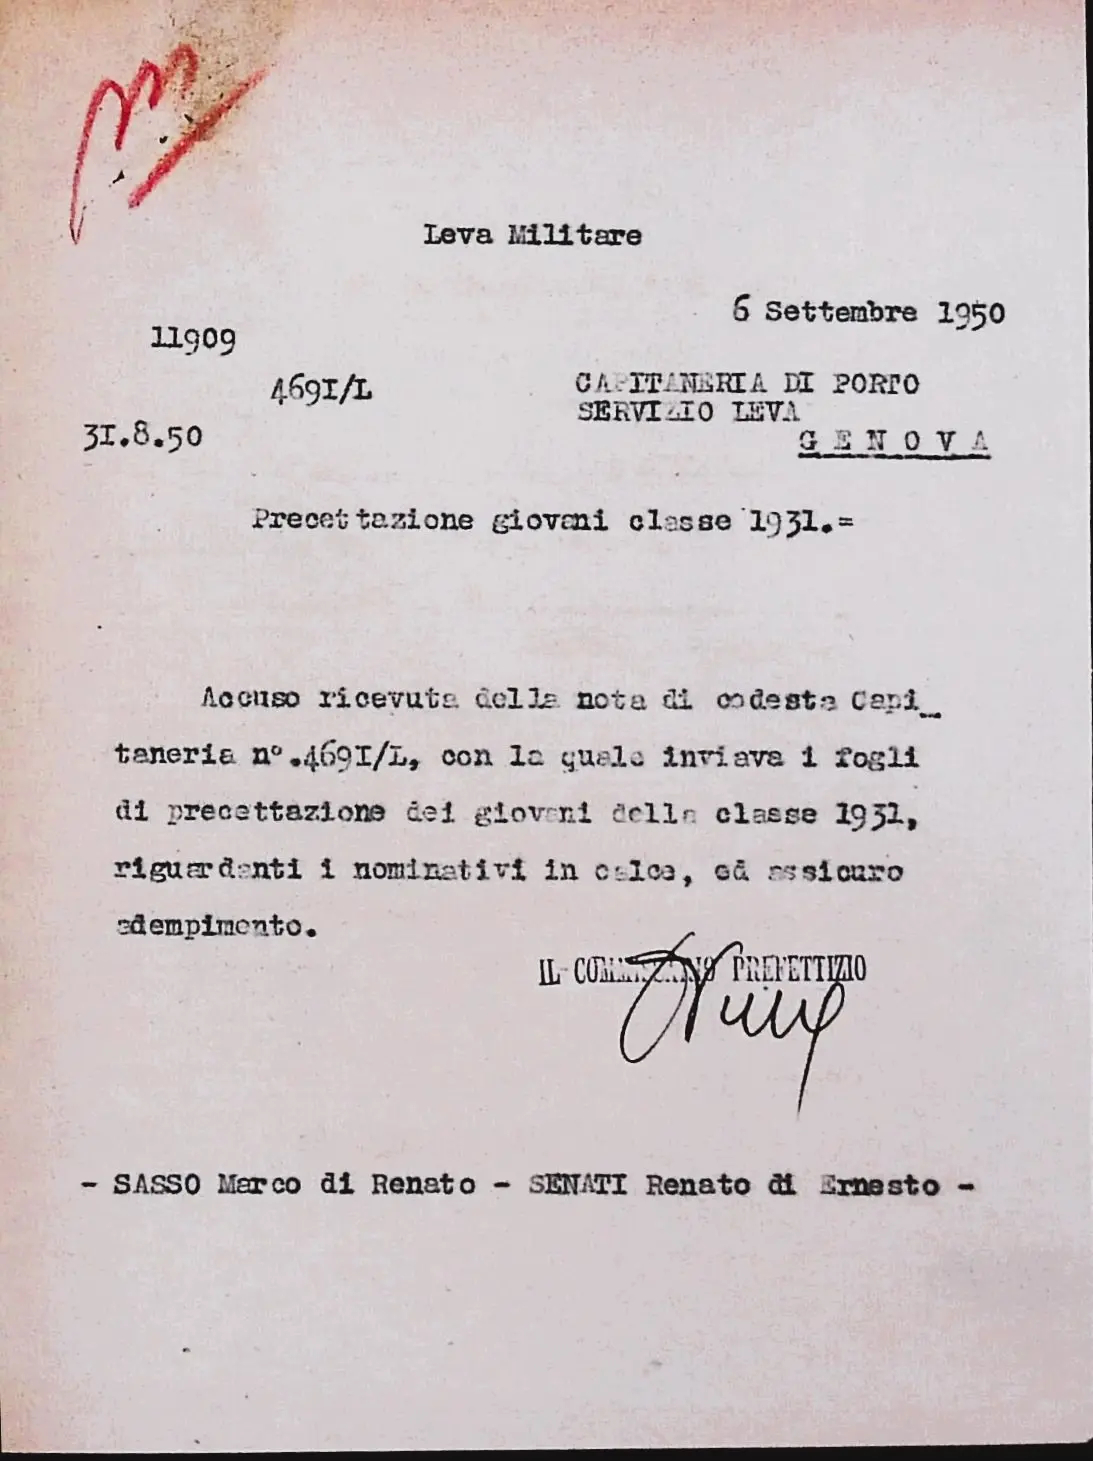 Leva Militare
6 Settembre 1950
11909
4691/L
CAPITANERIA DI PORTO
SERVIZIO LEVA
31.8.50
G E N O V A
Precettazione giovani classe 1931.=
Accuso ricevuta della nota di codesta Capi_
taneria n°.4691/L, con la quale inviava i fogli
di precettazione dei giovani della classe 1931,
riguardanti i nominativi in calce, ed assicuro
adempimento.
IL COMMISSARIO PREFETTIZIO
- SASSO Marco di Renato - SENATI Renato di Ernesto -